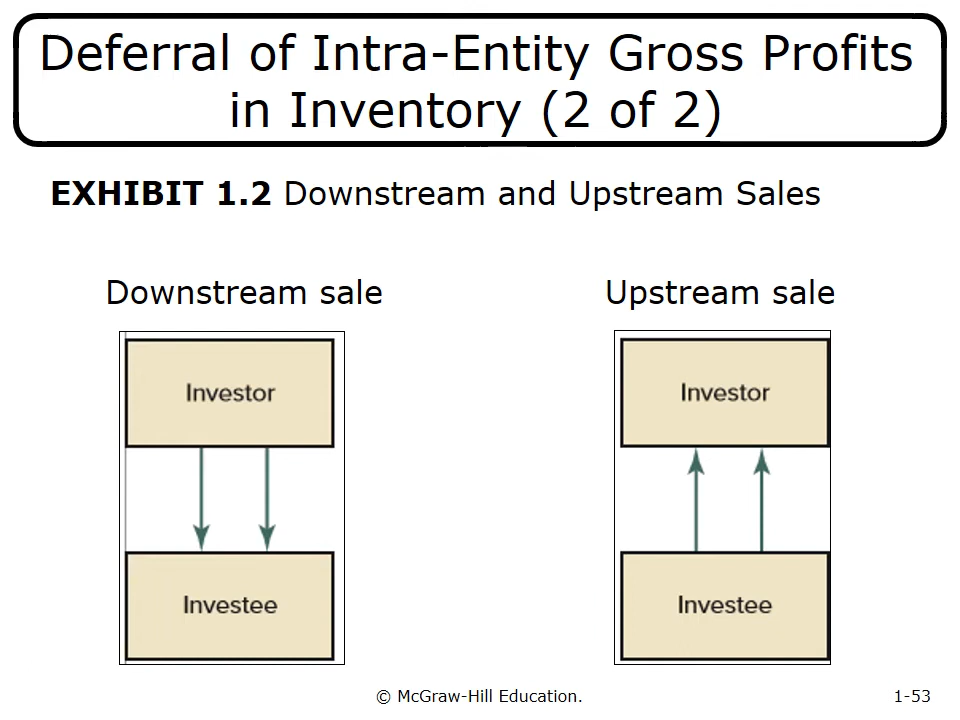 Deferral of Intra-Entity Gross Profits
in Inventory (2 of 2)
EXHIBIT 1.2 Downstream and Upstream Sales
Downstream sale
Upstream sale
Investor
Investor
Investee
Investee
© McGraw-Hill Education.
1-53